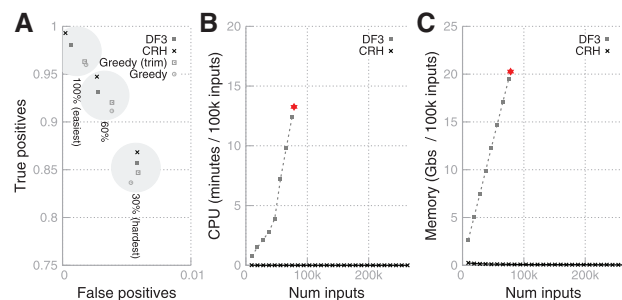 A
1
0.95
0.9
0.85
0.8
0.75
0
0.01
True positives
False positives
DF3
CRH
Greedy (trim)
Greedy
100% (easiest)
60%
30% (hardest)
B
20
15
10
5
0
0
100k
200k
CPU (minutes / 100k inputs)
Num inputs
DF3
CRH
C
25
20
15
10
5
0
0
100k
200k
Memory (Gbs / 100k inputs)
Num inputs
DF3
CRH